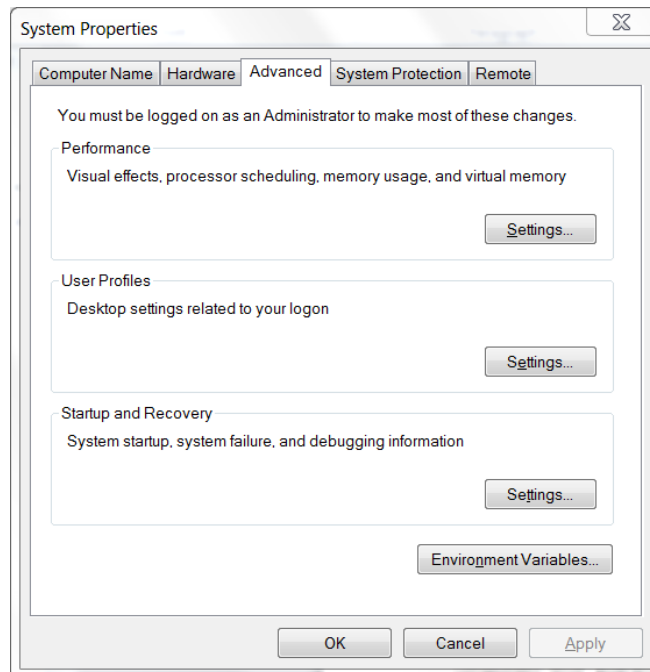 System Properties
Computer Name Hardware Advanced System Protection Remote
You must be logged on as an Administrator to make most of these changes.
Performance
Visual effects, processor scheduling, memory usage, and virtual memory
Settings...
User Profiles
Desktop settings related to your logon
Settings...
Startup and Recovery
System startup, system failure, and debugging information
Settings...
Environment Variables...
OK Cancel Apply